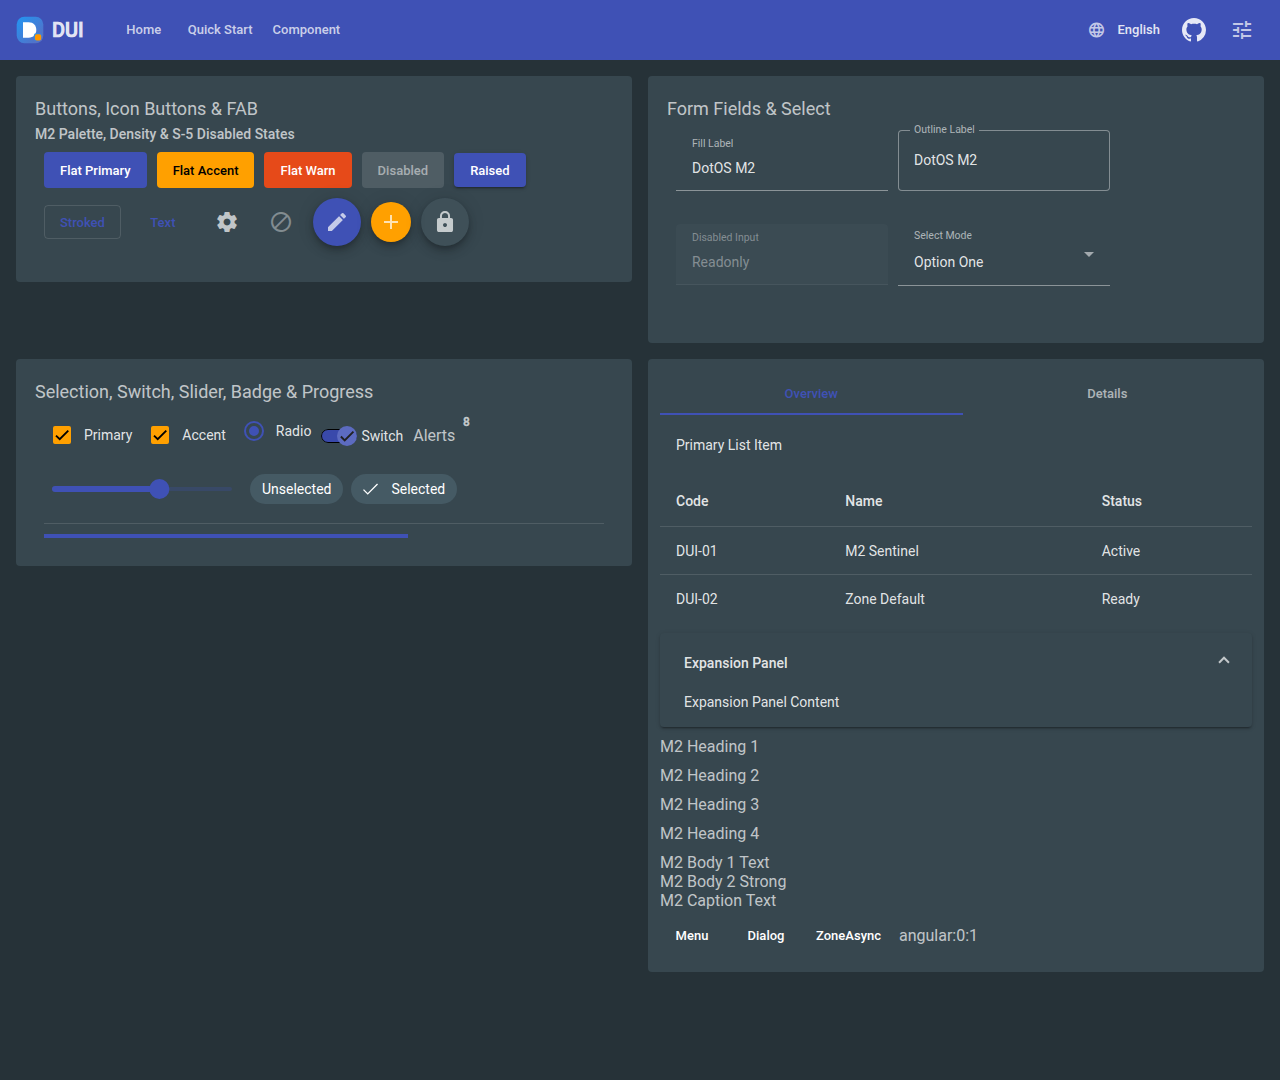 DUI
Home Quick Start Component English
Buttons, Icon Buttons & FAB
M2 Palette, Density & S-5 Disabled States
Flat Primary Flat Accent Flat Warn Disabled Raised
Stroked Text
Form Fields & Select
Fill Label
DotOS M2
Outline Label
DotOS M2
Disabled Input
Readonly
Select Mode
Option One
Selection, Switch, Slider, Badge & Progress
Primary Accent Radio Switch Alerts 8
Unselected Selected
Overview Details
Primary List Item
Code Name Status
DUI-01 M2 Sentinel Active
DUI-02 Zone Default Ready
Expansion Panel
Expansion Panel Content
M2 Heading 1
M2 Heading 2
M2 Heading 3
M2 Heading 4
M2 Body 1 Text
M2 Body 2 Strong
M2 Caption Text
Menu Dialog ZoneAsync angular:0:1